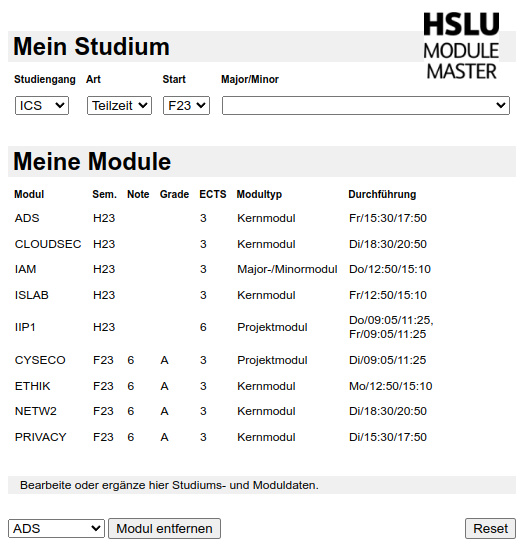 HSLU
MODULE
MASTER
Mein Studium
Studiengang Art Start Major/Minor
ICS Teilzeit F23
Meine Module
Modul Sem. Note Grade ECTS Modultyp Durchführung
ADS H23 3 Kernmodul Fr/15:30/17:50
CLOUDSEC H23 3 Kernmodul Di/18:30/20:50
IAM H23 3 Major-/Minormodul Do/12:50/15:10
ISLAB H23 3 Kernmodul Fr/12:50/15:10
IIP1 H23 6 Projektmodul Do/09:05/11:25,
Fr/09:05/11:25
CYSECO F23 6 A 3 Projektmodul Di/09:05/11:25
ETHIK F23 6 A 3 Kernmodul Mo/12:50/15:10
NETW2 F23 6 A 3 Kernmodul Di/18:30/20:50
PRIVACY F23 6 A 3 Kernmodul Di/15:30/17:50
Bearbeite oder ergänze hier Studiums- und Moduldaten.
ADS Modul entfernen Reset